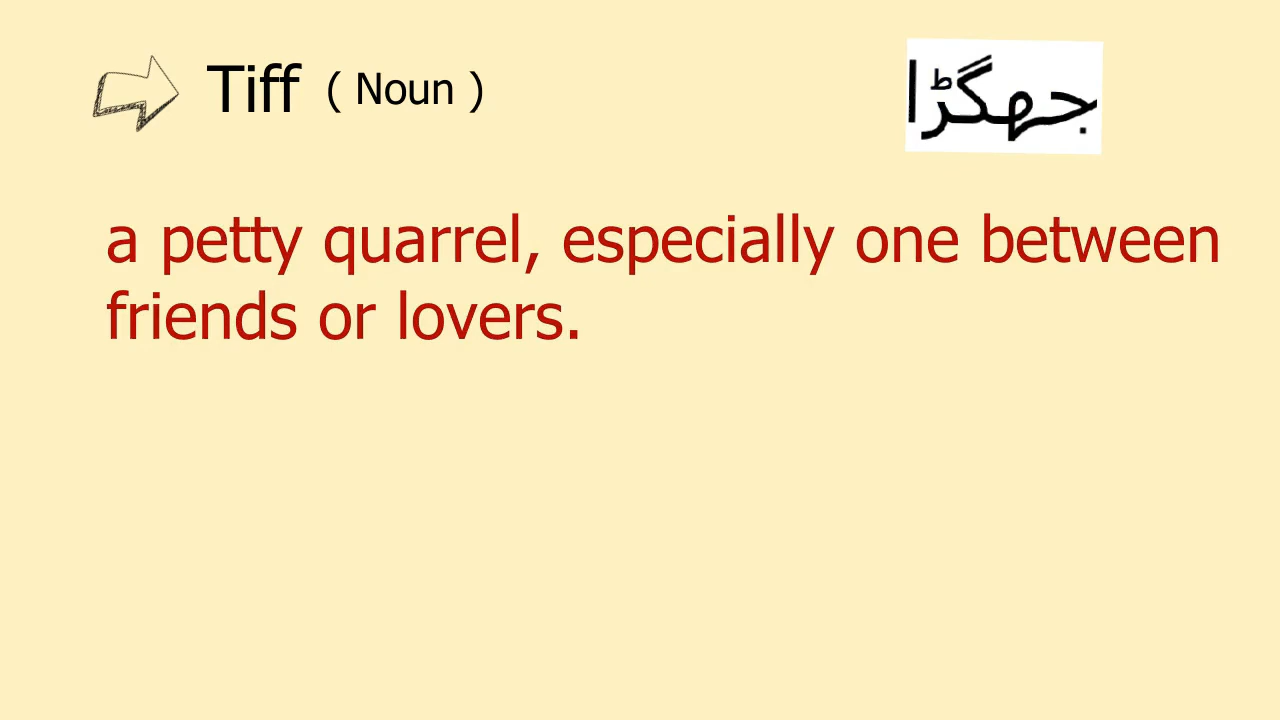 Tiff ( Noun ) جھگڑا
a petty quarrel, especially one between
friends or lovers.